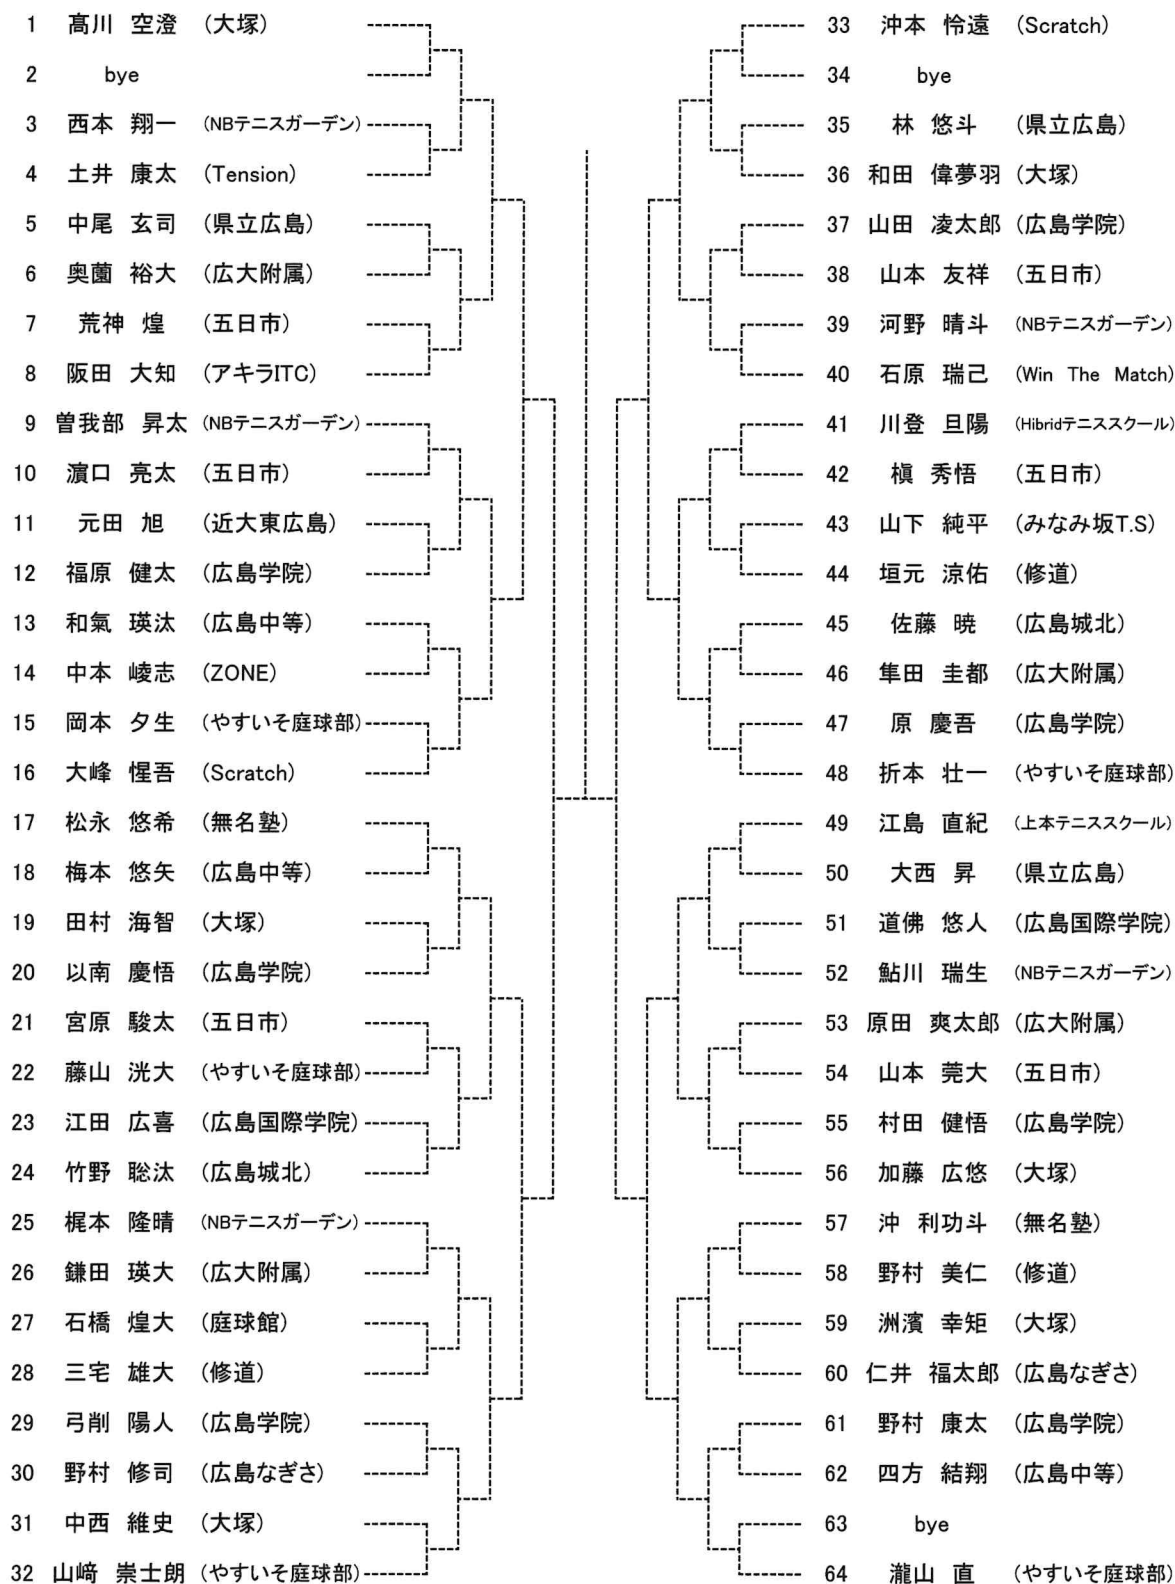 1 髙川 空澄 (大塚)
2 bye
3 西本 翔一 (NBテニスガーデン)
4 土井 康太 (Tension)
5 中尾 玄司 (県立広島)
6 奥薗 裕大 (広大附属)
7 荒神 煌 (五日市)
8 阪田 大知 (アキラITC)
9 曽我部 昇太 (NBテニスガーデン)
10 濵口 亮太 (五日市)
11 元田 旭 (近大東広島)
12 福原 健太 (広島学院)
13 和氣 瑛汰 (広島中等)
14 中本 崚志 (ZONE)
15 岡本 夕生 (やすいそ庭球部)
16 大峰 惺吾 (Scratch)
17 松永 悠希 (無名塾)
18 梅本 悠矢 (広島中等)
19 田村 海智 (大塚)
20 以南 慶悟 (広島学院)
21 宮原 駿太 (五日市)
22 藤山 洸大 (やすいそ庭球部)
23 江田 広喜 (広島国際学院)
24 竹野 聡汰 (広島城北)
25 梶本 隆晴 (NBテニスガーデン)
26 鎌田 瑛大 (広大附属)
27 石橋 煌大 (庭球館)
28 三宅 雄大 (修道)
29 弓削 陽人 (広島学院)
30 野村 修司 (広島なぎさ)
31 中西 維史 (大塚)
32 山﨑 崇士朗 (やすいそ庭球部)
33 沖本 怜遠 (Scratch)
34 bye
35 林 悠斗 (県立広島)
36 和田 偉夢羽 (大塚)
37 山田 凌太郎 (広島学院)
38 山本 友祥 (五日市)
39 河野 晴斗 (NBテニスガーデン)
40 石原 瑞己 (Win The Match)
41 川登 旦陽 (Hibridテニススクール)
42 槇 秀悟 (五日市)
43 山下 純平 (みなみ坂T.S)
44 垣元 涼佑 (修道)
45 佐藤 暁 (広島城北)
46 隼田 圭都 (広大附属)
47 原 慶吾 (広島学院)
48 折本 壮一 (やすいそ庭球部)
49 江島 直紀 (上本テニススクール)
50 大西 昇 (県立広島)
51 道佛 悠人 (広島国際学院)
52 鮎川 瑞生 (NBテニスガーデン)
53 原田 爽太郎 (広大附属)
54 山本 莞大 (五日市)
55 村田 健悟 (広島学院)
56 加藤 広悠 (大塚)
57 沖 利功斗 (無名塾)
58 野村 美仁 (修道)
59 洲濱 幸矩 (大塚)
60 仁井 福太郎 (広島なぎさ)
61 野村 康太 (広島学院)
62 四方 結翔 (広島中等)
63 bye
64 瀧山 直 (やすいそ庭球部)